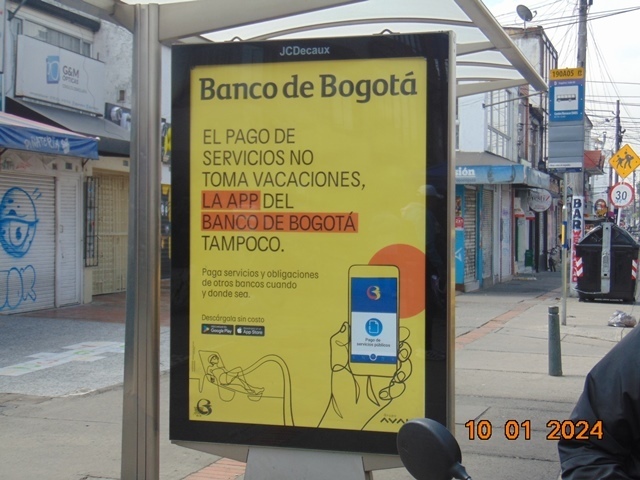 JCDecaux
Banco de Bogotá
EL PAGO DE
SERVICIOS NO
TOMA VACACIONES,
LA APP DEL
BANCO DE BOGOTÁ
TAMPOCO.
Paga servicios y obligaciones
de otros bancos cuando
y donde sea.
Descárgala sin costo
Google Play
App Store
Pago de
servicios públicos
AVAL
G&M
190A05
30
BAR
10 01 2024